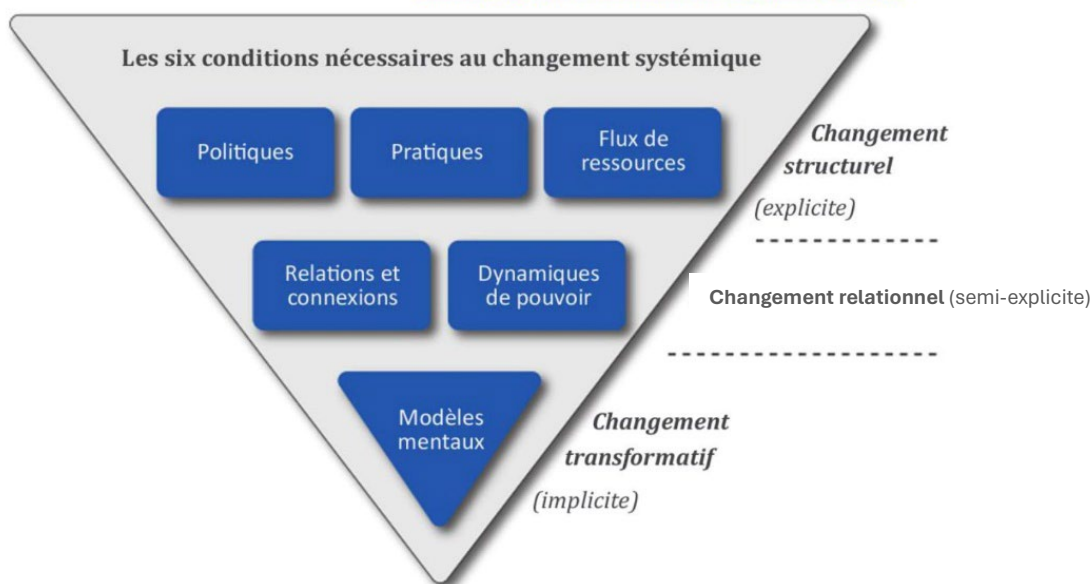 Les six conditions nécessaires au changement systémique
Politiques
Pratiques
Flux de
ressources
Changement
structurel
(explicite)
Relations et
connexions
Dynamiques
de pouvoir
Changement relationnel (semi-explicite)
Modèles
mentaux
Changement
transformatif
(implicite)